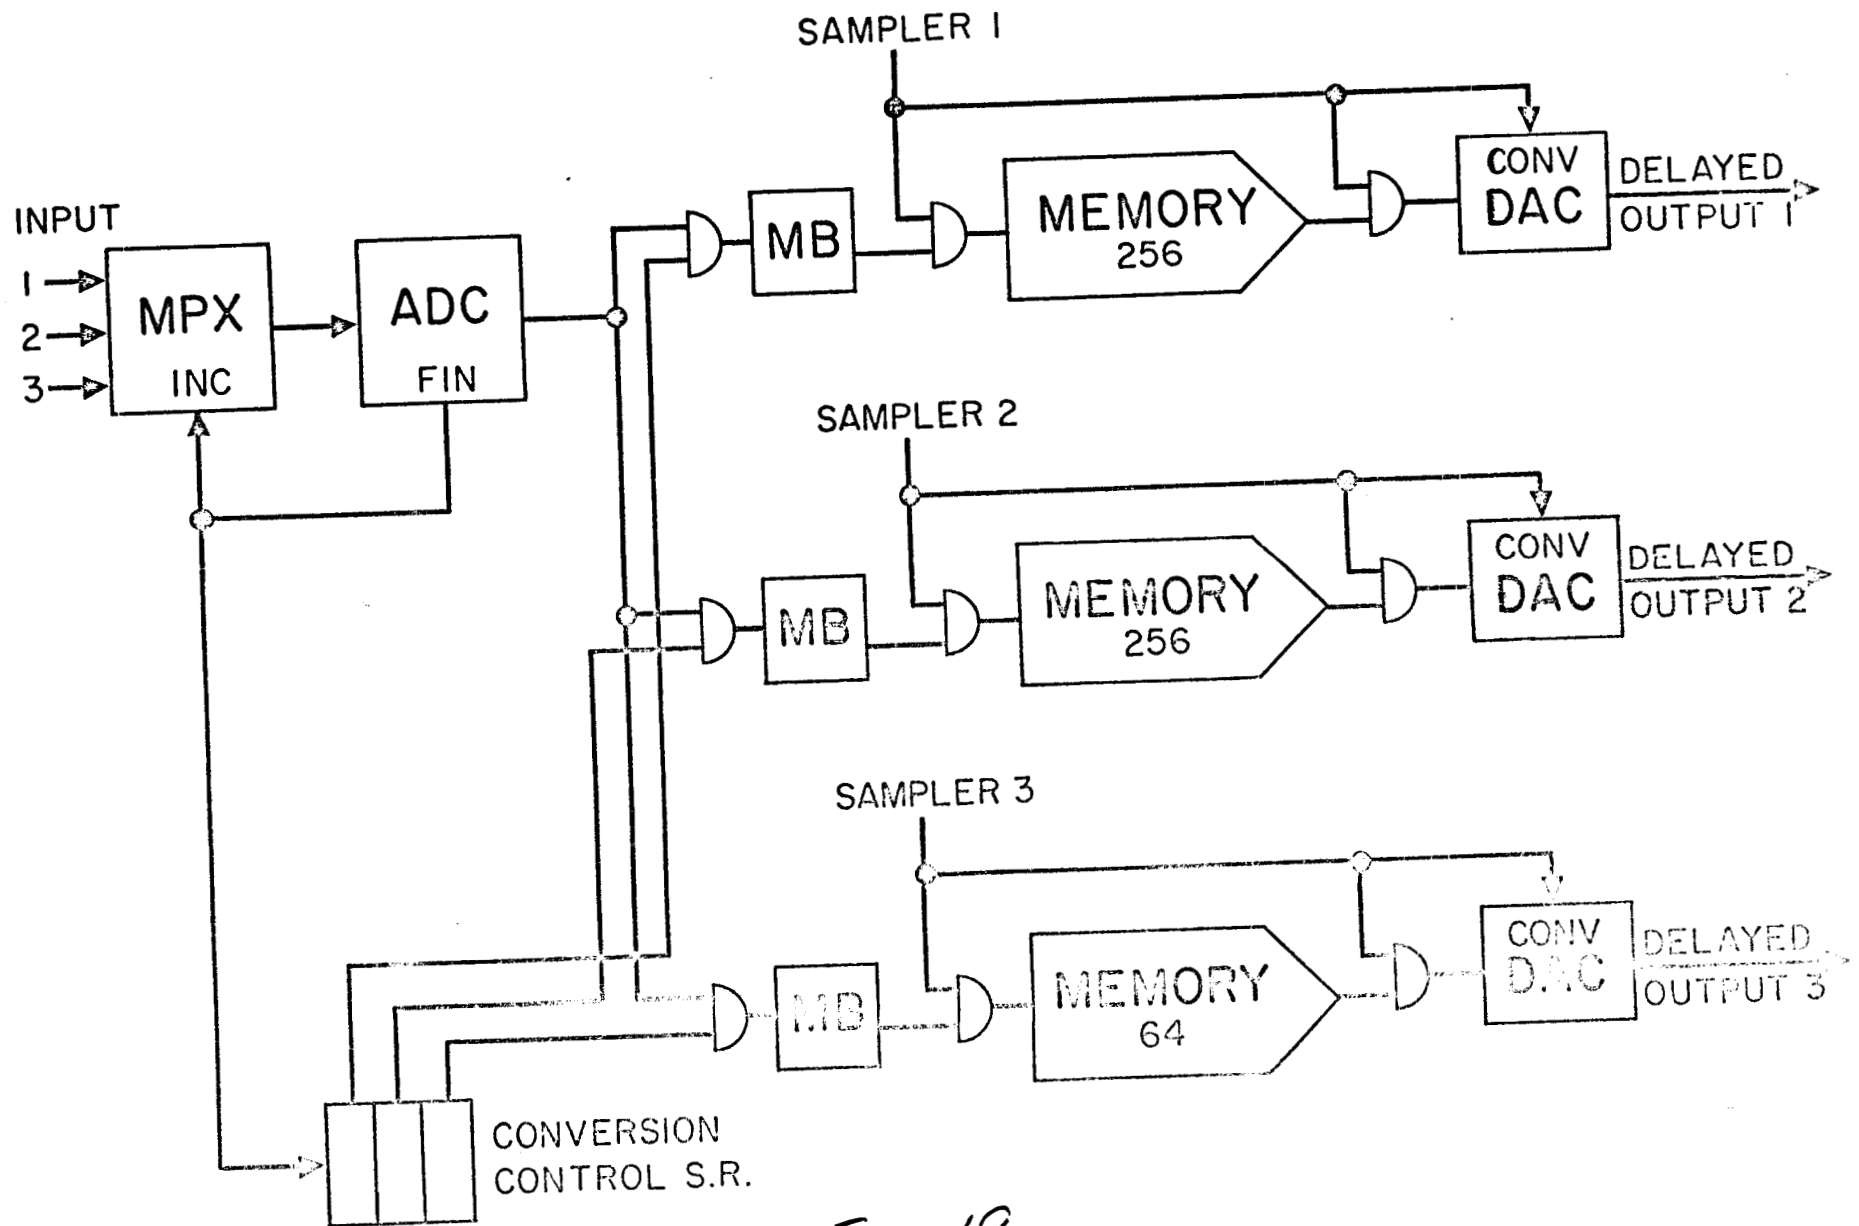 SAMPLER 1
INPUT
1
2
3
MPX
INC
ADC
FIN
MB
MEMORY
256
CONV
DAC
DELAYED
OUTPUT 1
SAMPLER 2
MB
MEMORY
256
CONV
DAC
DELAYED
OUTPUT 2
SAMPLER 3
MB
MEMORY
64
CONV
DAC
DELAYED
OUTPUT 3
CONVERSION
CONTROL S.R.